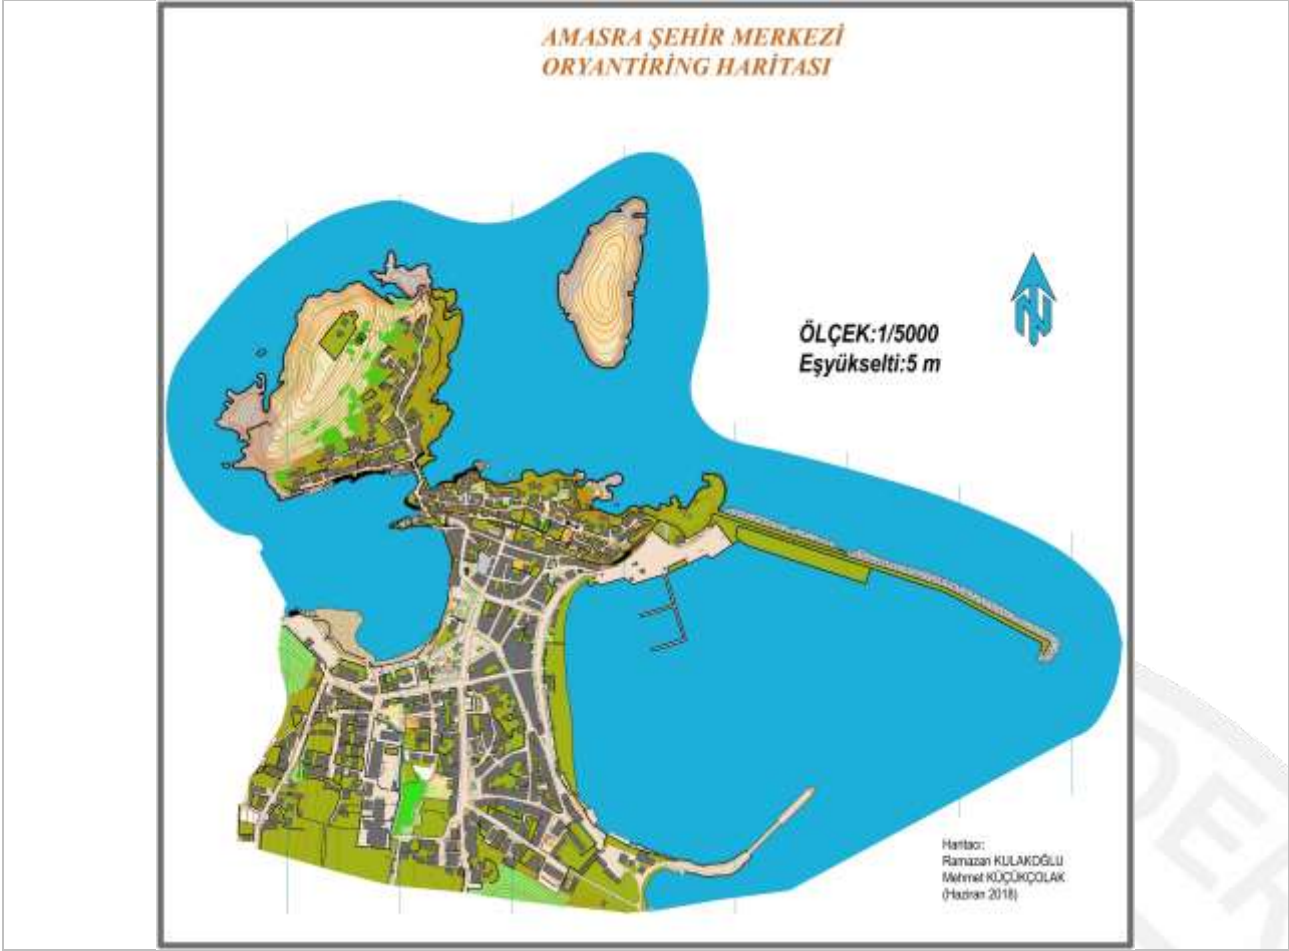 AMASRA ŞEHİR MERKEZİ
ORYANTİRİNG HARİTASI
ÖLÇEK:1/5000
Eşyükselti:5 m
Haritacı:
Ramazan KULAKOĞLU
Mehmet KÜÇÜKÇOLAK
(Haziran 2018)